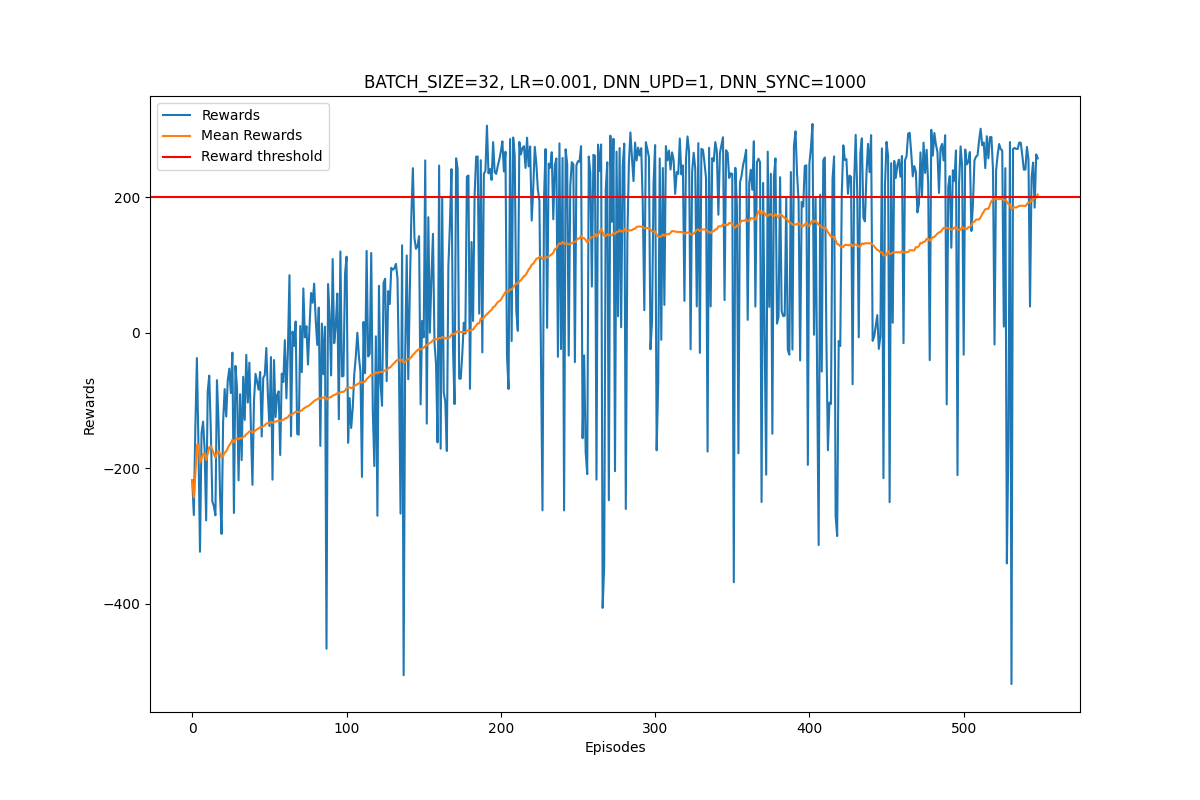 BATCH_SIZE=32, LR=0.001, DNN_UPD=1, DNN_SYNC=1000
Rewards
Mean Rewards
Reward threshold
200
0
−200
−400
Rewards
0 100 200 300 400 500
Episodes